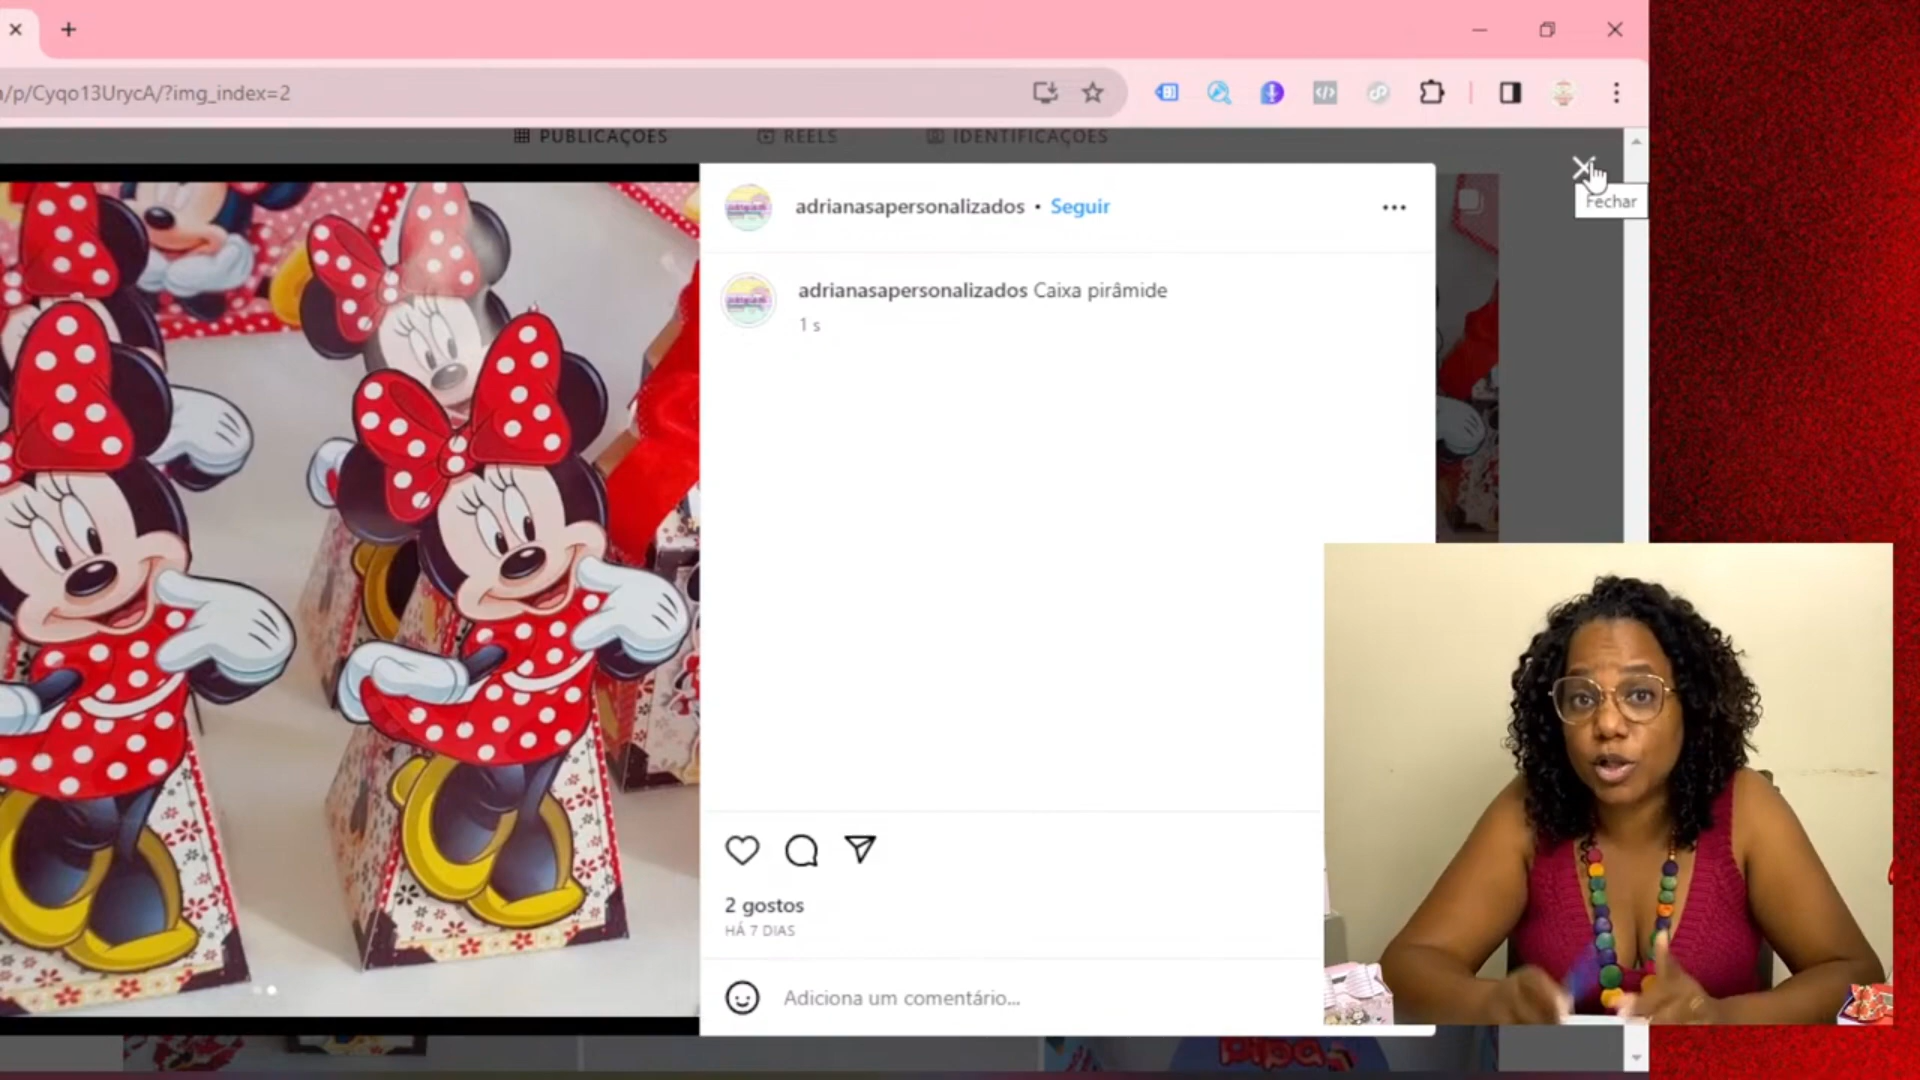 /p/Cyqo13UrycA/?img_index=2
PUBLICAÇÕES
REELS
IDENTIFICAÇÕES
Fechar
adrianasapersonalizados • Seguir
adrianasapersonalizados Caixa pirâmide
1 s
2 gostos
HÁ 7 DIAS
Adiciona um comentário...